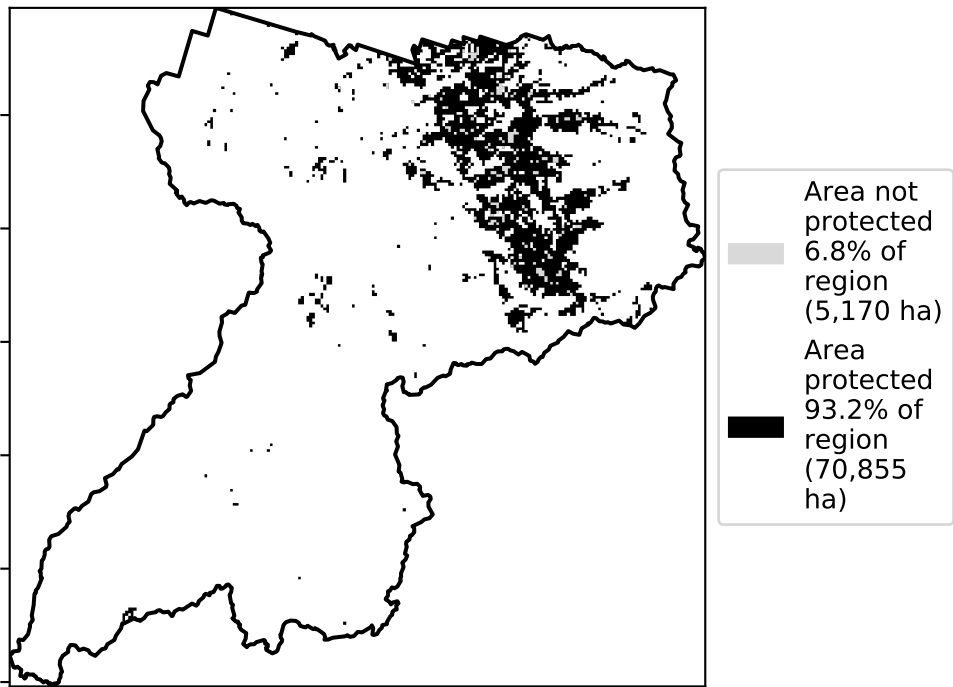 Area not
protected
6.8% of
region
(5,170 ha)
Area
protected
93.2% of
region
(70,855
ha)